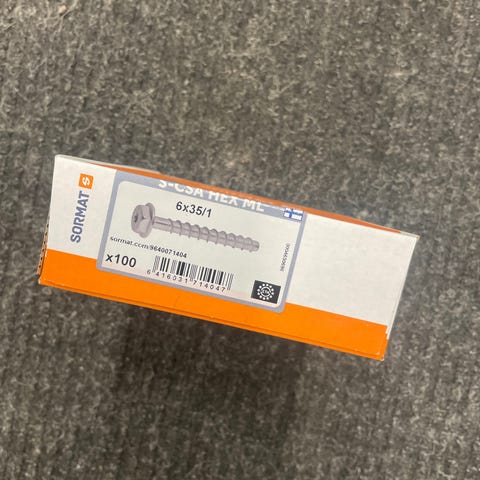 SORMAT
S-CSA HEX ML
6x35/1
sormat.com/9640071404
x100
6 416031 714047